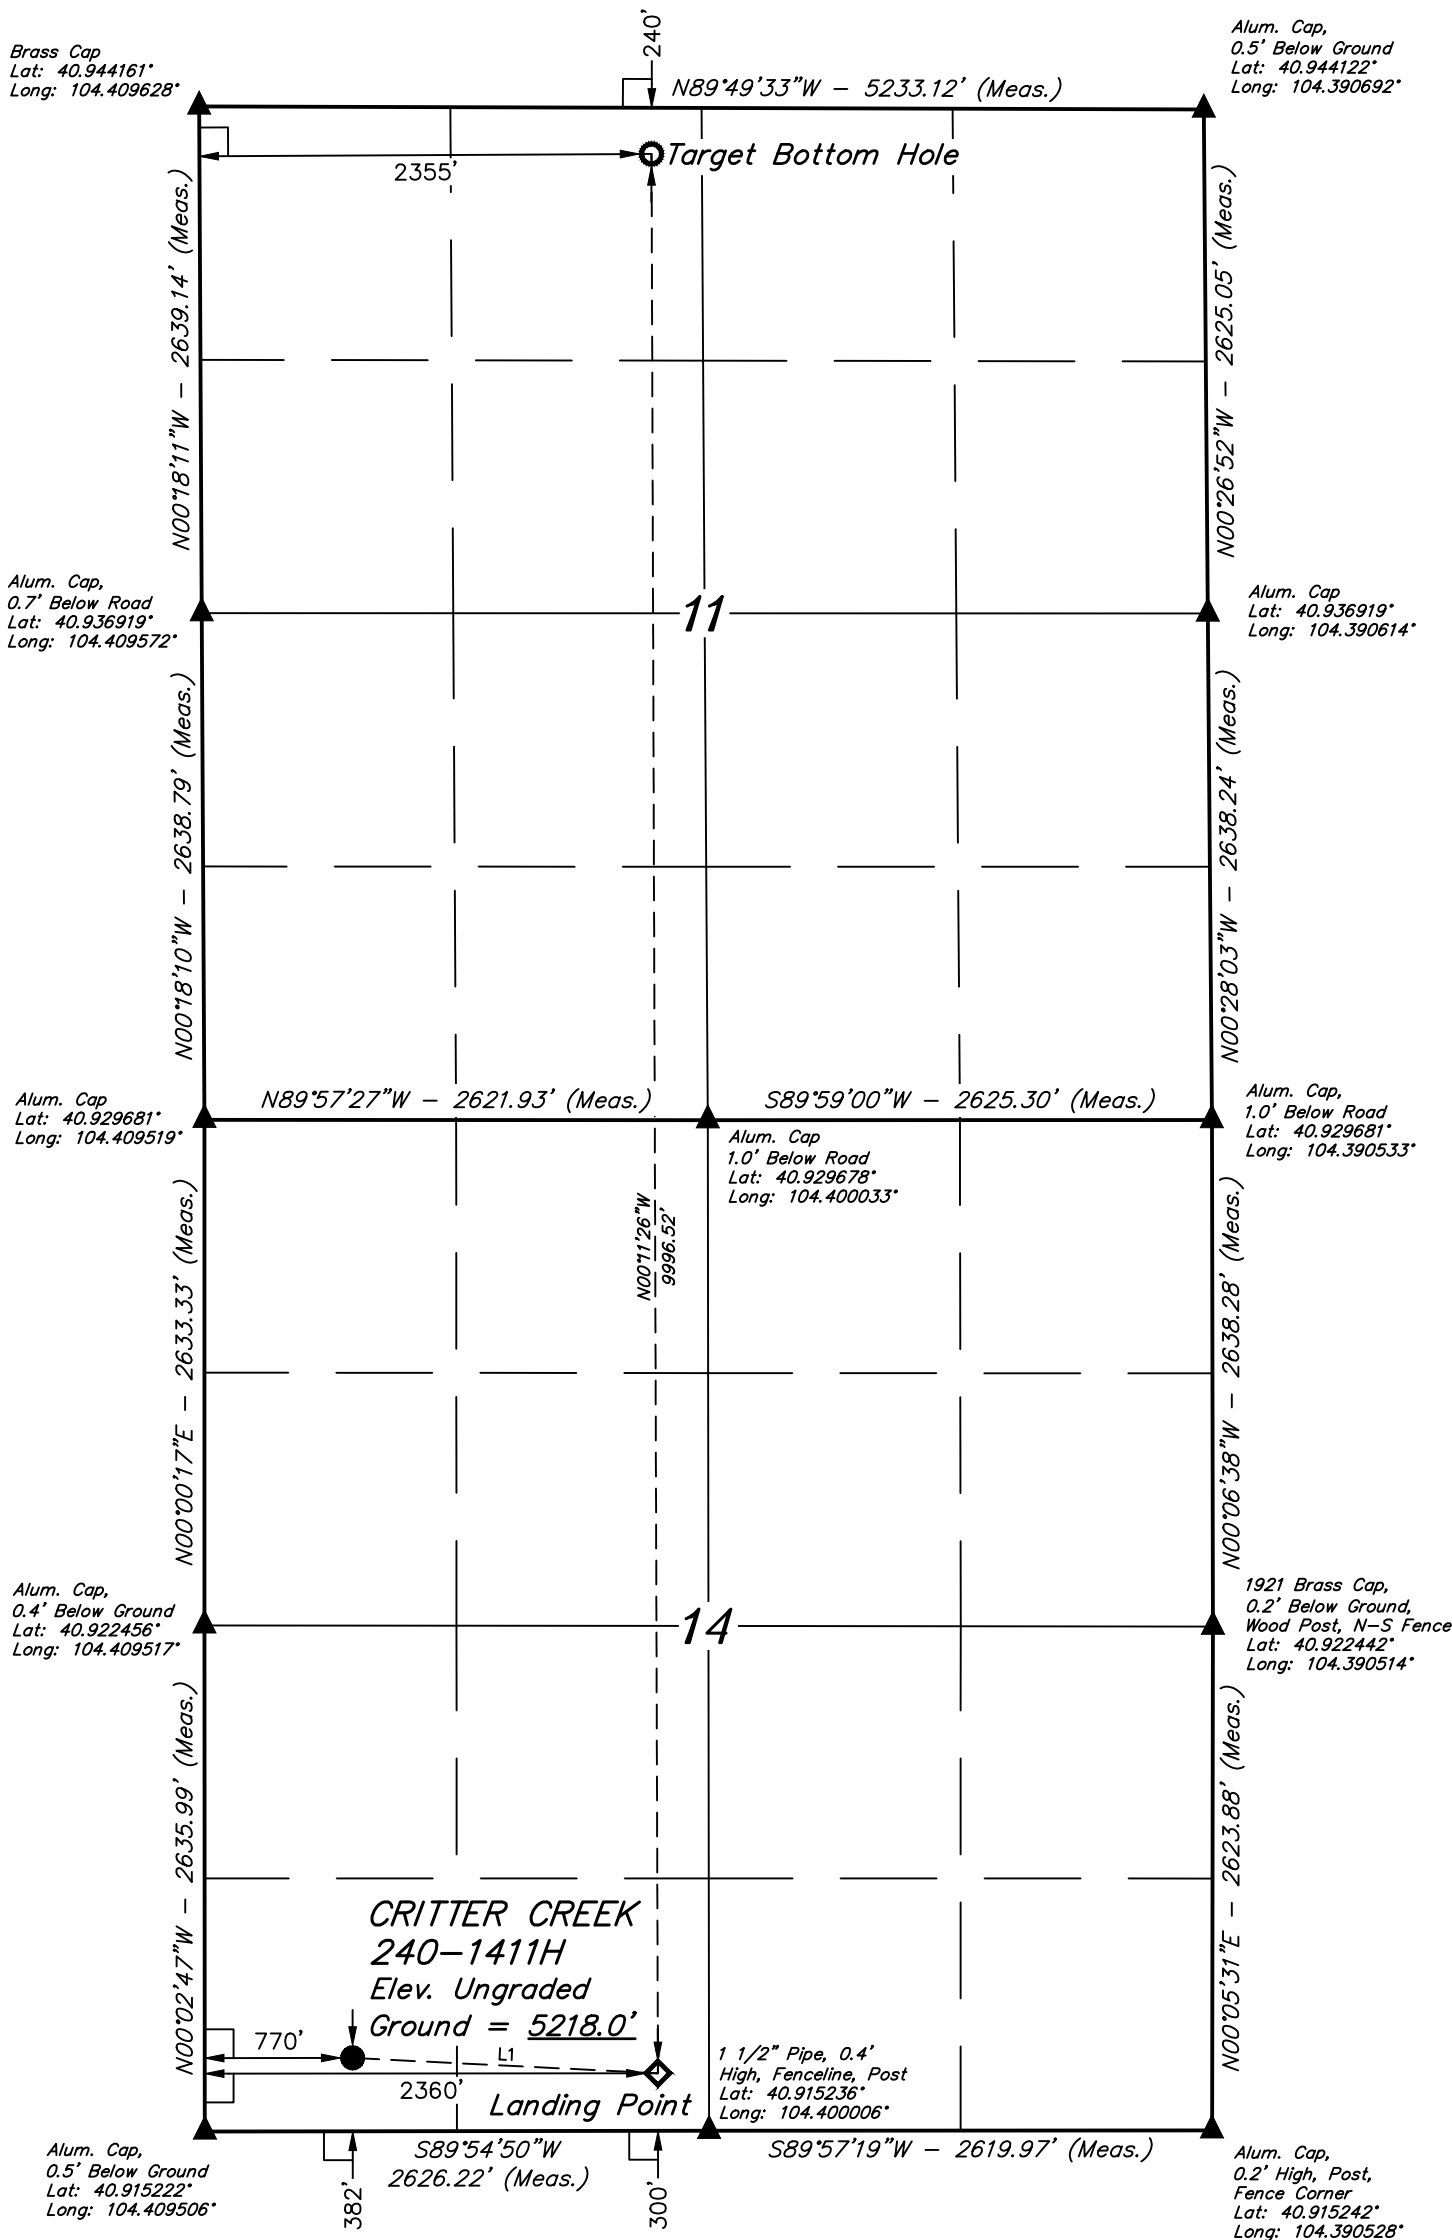 240'
Brass Cap
Lat: 40.944161°
Long: 104.409628°
Alum. Cap,
0.5' Below Ground
Lat: 40.944122°
Long: 104.390692°
N89°49'33"W - 5233.12' (Meas.)
Target Bottom Hole
2355'
N00°18'11"W - 2639.14' (Meas.)
N00°26'52"W - 2625.05' (Meas.)
Alum. Cap,
0.7' Below Road
Lat: 40.936919°
Long: 104.409572°
11
Alum. Cap
Lat: 40.936919°
Long: 104.390614°
N00°18'10"W - 2638.79' (Meas.)
N00°28'03"W - 2638.24' (Meas.)
Alum. Cap
Lat: 40.929681°
Long: 104.409519°
N89°57'27"W - 2621.93' (Meas.)
S89°59'00"W - 2625.30' (Meas.)
Alum. Cap,
1.0' Below Road
Lat: 40.929681°
Long: 104.390533°
Alum. Cap
1.0' Below Road
Lat: 40.929678°
Long: 104.400033°
N00°11'26"W
9996.52'
N00°00'17"E - 2633.33' (Meas.)
N00°06'38"W - 2638.28' (Meas.)
Alum. Cap,
0.4' Below Ground
Lat: 40.922456°
Long: 104.409517°
14
1921 Brass Cap,
0.2' Below Ground,
Wood Post, N-S Fence
Lat: 40.922442°
Long: 104.390514°
N00°02'47"W - 2635.99' (Meas.)
N00°05'31"E - 2623.88' (Meas.)
CRITTER CREEK
240-1411H
Elev. Ungraded
Ground = 5218.0'
770'
L1
2360'
Landing Point
1 1/2" Pipe, 0.4'
High, Fenceline, Post
Lat: 40.915236°
Long: 104.400006°
Alum. Cap,
0.5' Below Ground
Lat: 40.915222°
Long: 104.409506°
382'
S89°54'50"W
2626.22' (Meas.)
300'
S89°57'19"W - 2619.97' (Meas.)
Alum. Cap,
0.2' High, Post,
Fence Corner
Lat: 40.915242°
Long: 104.390528°